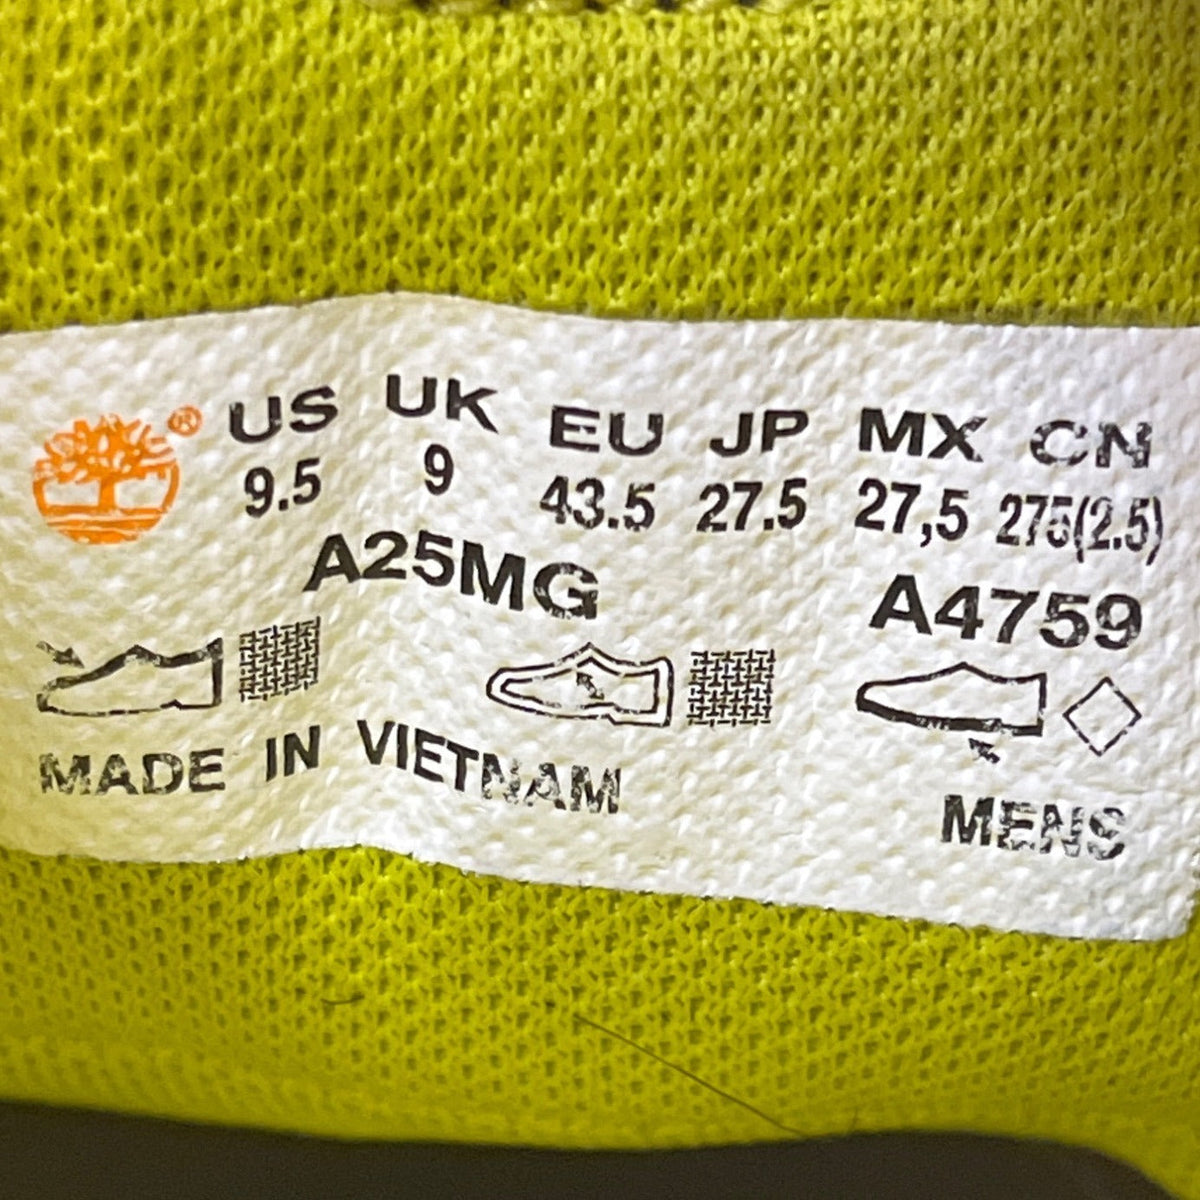 ® US UK EU JP MX CN
9.5 9 43.5 27.5 27,5 275(2.5)
A25MG A4759
MADE IN VIETNAM
MENS